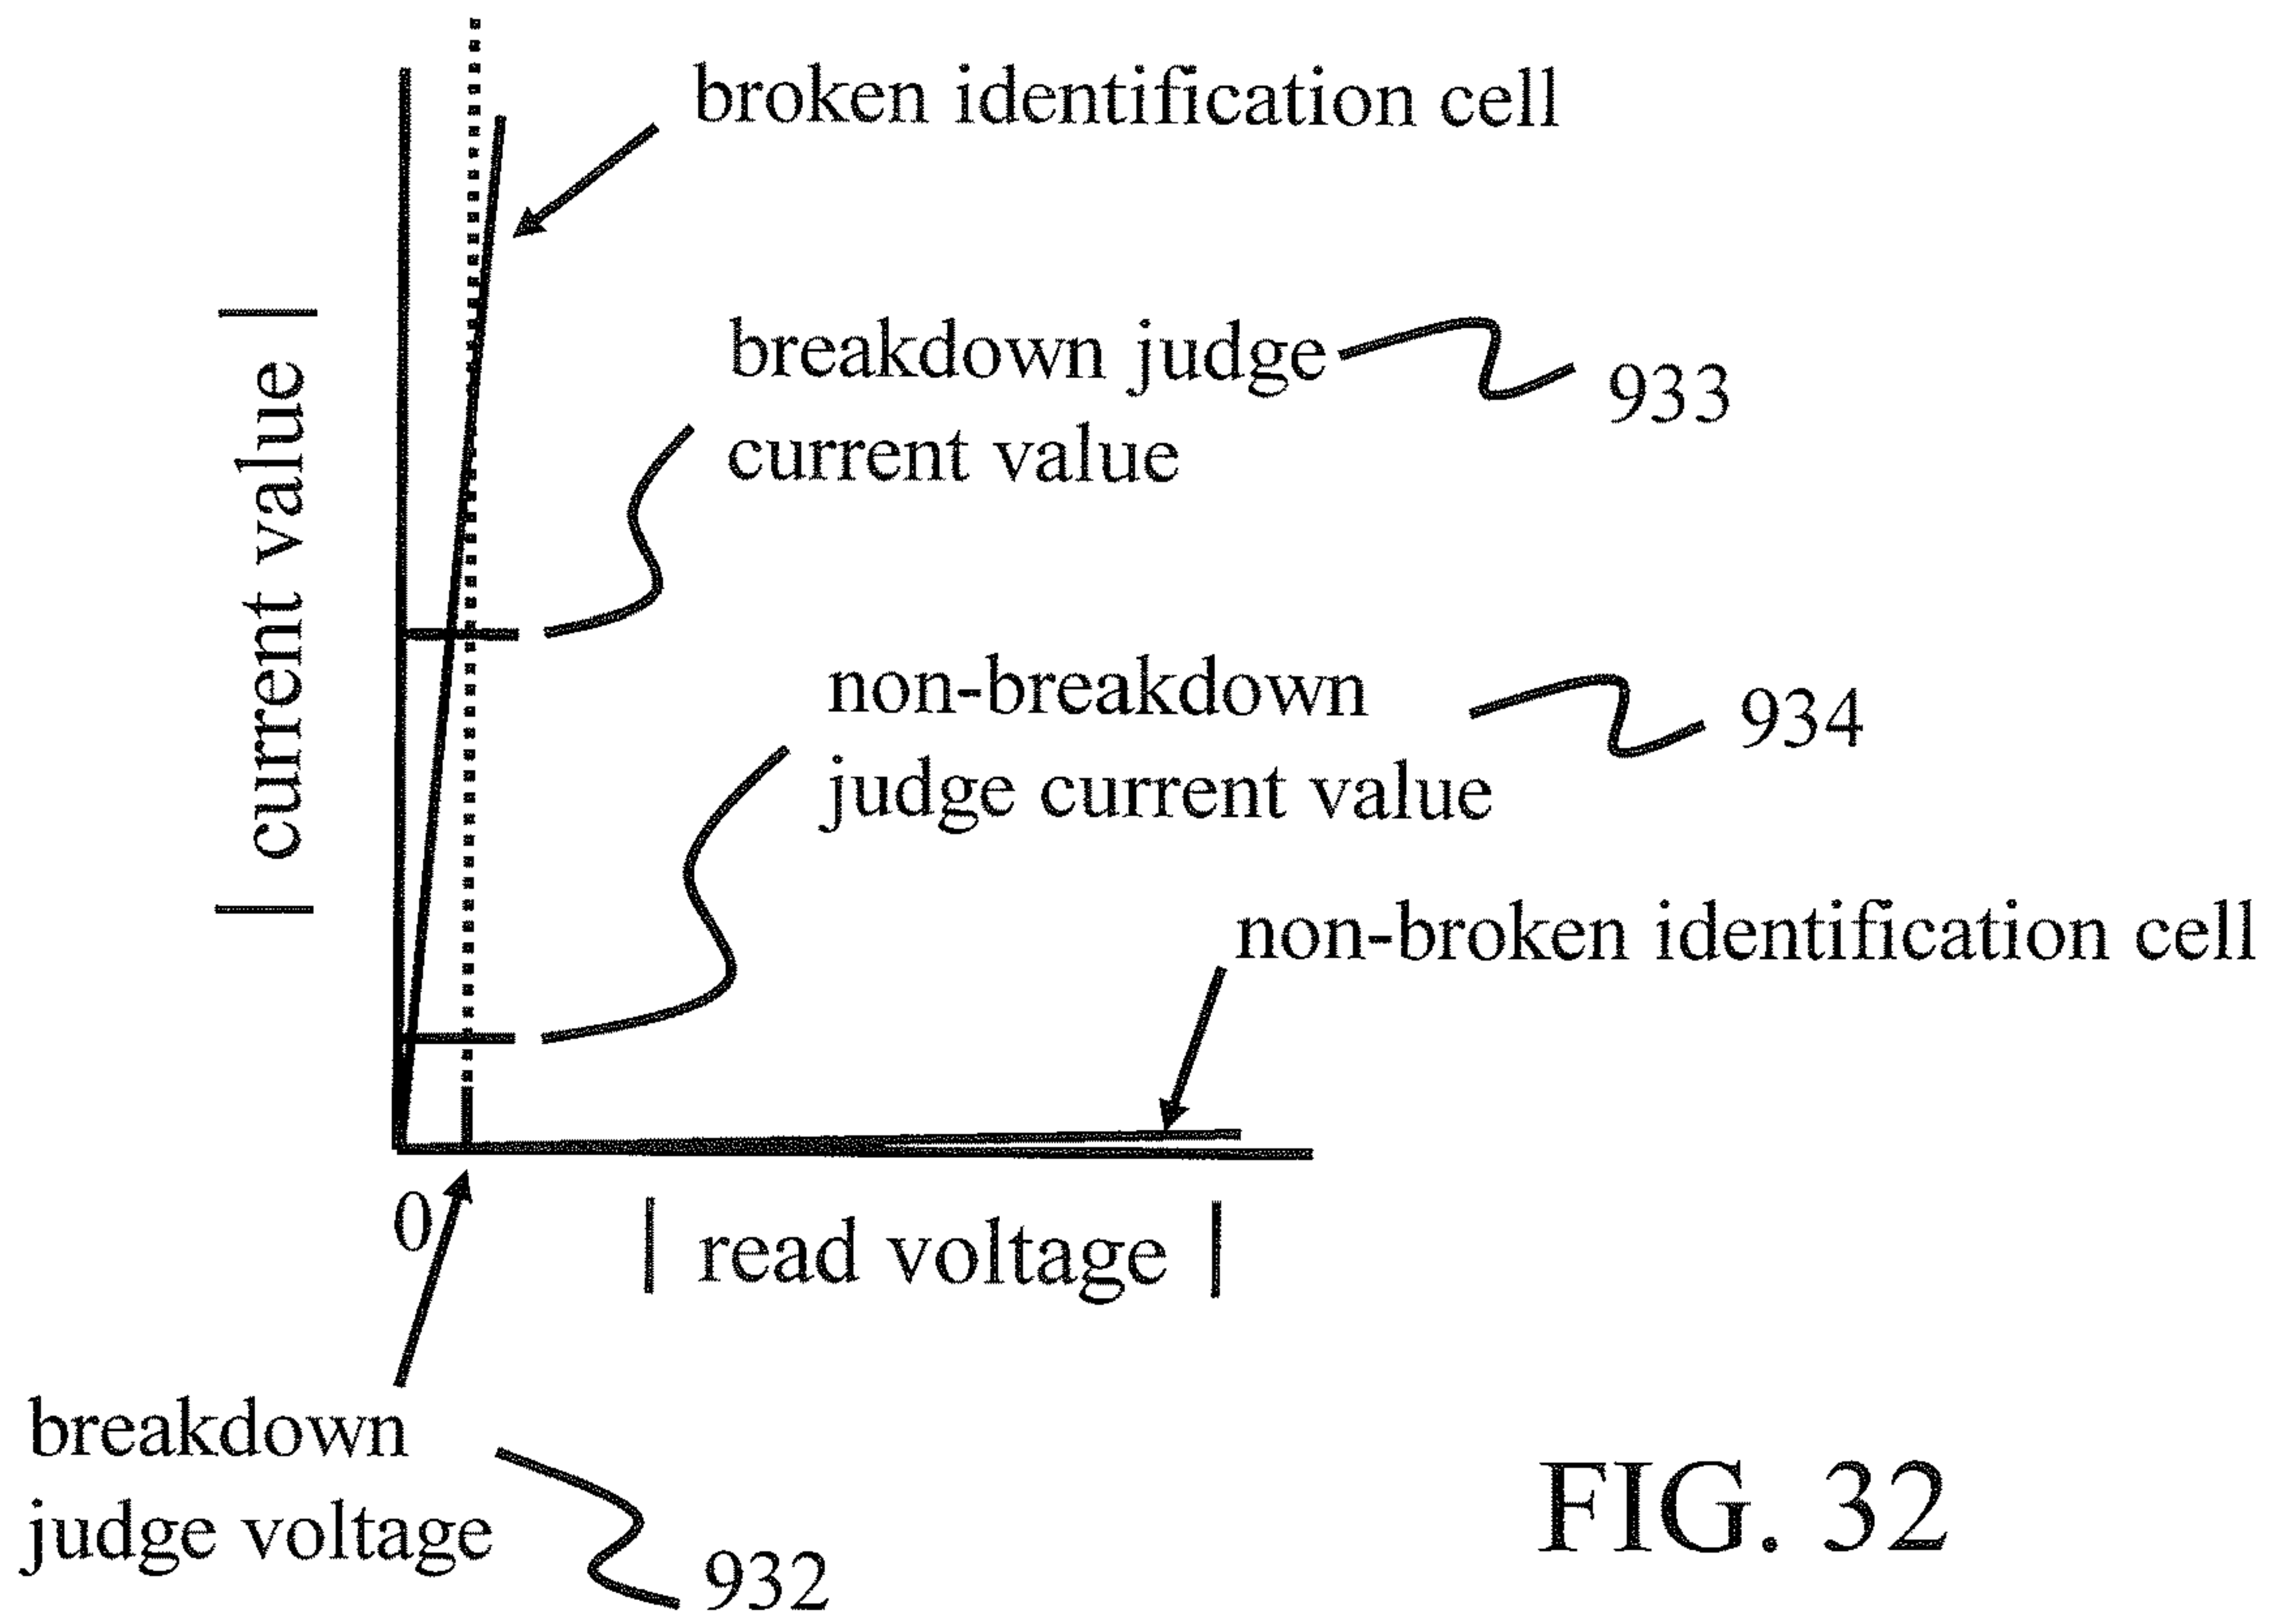 broken identification cell
breakdown judge
current value
933
| current value |
non-breakdown
judge current value
934
non-broken identification cell
0
| read voltage |
breakdown
judge voltage
932
FIG. 32